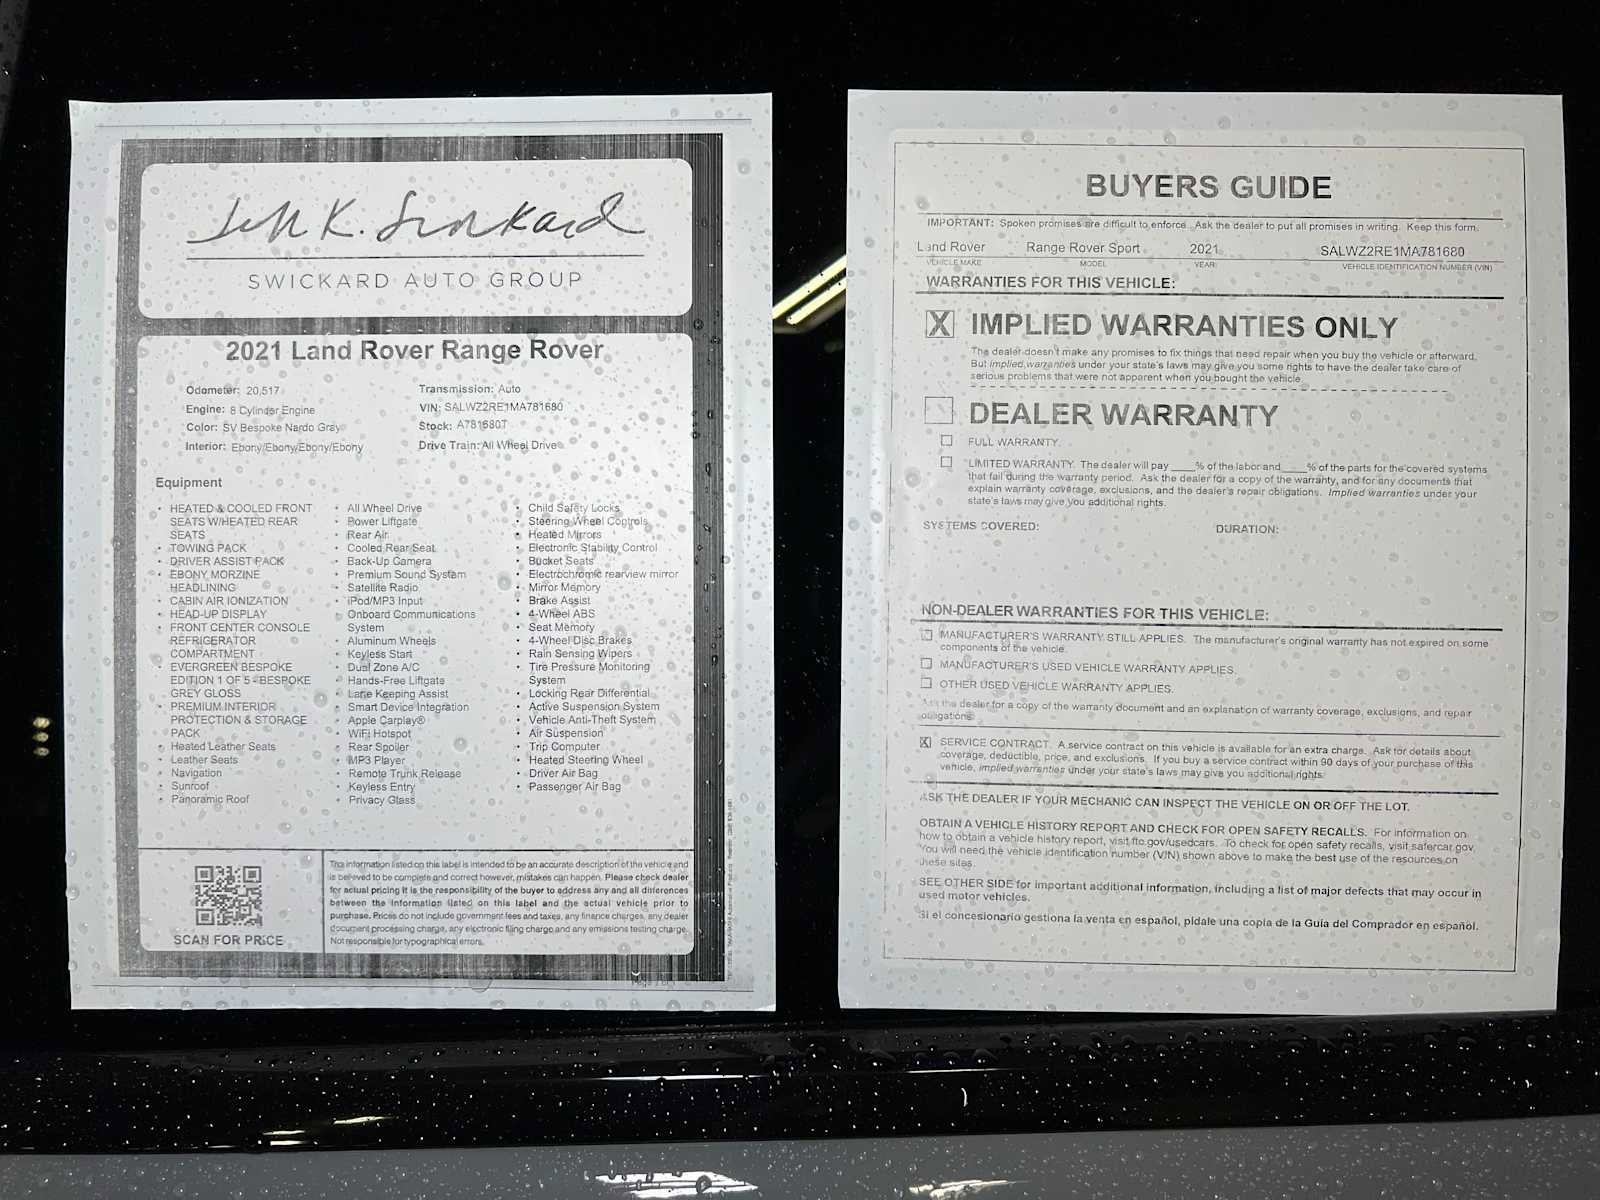 SWICKARD AUTO GROUP
2021 Land Rover Range Rover
Odometer: 20,517
Engine: 8 Cylinder Engine
Color: SV Bespoke Nardo Gray
Interior: Ebony/Ebony/Ebony/Ebony
Transmission: Auto
VIN: SALWZ2RE1MA781680
Stock: A781680T
Drive Train: All Wheel Drive
Equipment
• HEATED & COOLED FRONT
SEATS W/HEATED REAR
SEATS
• TOWING PACK
• DRIVER ASSIST PACK
• EBONY MORZINE
HEADLINING
• CABIN AIR IONIZATION
• HEAD-UP DISPLAY
• FRONT CENTER CONSOLE
REFRIGERATOR
COMPARTMENT
• EVERGREEN BESPOKE
EDITION 1 OF 5 - BESPOKE
GREY GLOSS
• PREMIUM INTERIOR
PROTECTION & STORAGE
PACK
• Heated Leather Seats
• Leather Seats
• Navigation
• Sunroof
• Panoramic Roof
• All Wheel Drive
• Power Liftgate
• Rear Air
• Cooled Rear Seat
• Back-Up Camera
• Premium Sound System
• Satellite Radio
• iPod/MP3 Input
• Onboard Communications
System
• Aluminum Wheels
• Keyless Start
• Dual Zone A/C
• Hands-Free Liftgate
• Lane Keeping Assist
• Smart Device Integration
• Apple Carplay®
• WiFi Hotspot
• Rear Spoiler
• MP3 Player
• Remote Trunk Release
• Keyless Entry
• Privacy Glass
• Child Safety Locks
• Steering Wheel Controls
• Heated Mirrors
• Electronic Stability Control
• Bucket Seats
• Electrochromic rearview mirror
• Mirror Memory
• Brake Assist
• 4-Wheel ABS
• Seat Memory
• 4-Wheel Disc Brakes
• Rain Sensing Wipers
• Tire Pressure Monitoring
System
• Locking Rear Differential
• Active Suspension System
• Vehicle Anti-Theft System
• Air Suspension
• Trip Computer
• Heated Steering Wheel
• Driver Air Bag
• Passenger Air Bag
SCAN FOR PRICE
The information listed on this label is intended to be an accurate description of the vehicle and
is believed to be complete and correct however, mistakes can happen. Please check dealer
for actual pricing It is the responsibility of the buyer to address any and all differences
between the information listed on this label and the actual vehicle prior to
purchase. Prices do not include government fees and taxes, any finance charges, any dealer
document processing charge, any electronic filing charge and any emissions testing charge.
Not responsible for typographical errors.
BUYERS GUIDE
IMPORTANT: Spoken promises are difficult to enforce. Ask the dealer to put all promises in writing. Keep this form.
Land Rover Range Rover Sport 2021 SALWZ2RE1MA781680
VEHICLE MAKE MODEL YEAR VEHICLE IDENTIFICATION NUMBER (VIN)
WARRANTIES FOR THIS VEHICLE:
X IMPLIED WARRANTIES ONLY
The dealer doesn't make any promises to fix things that need repair when you buy the vehicle or afterward.
But implied warranties under your state's laws may give you some rights to have the dealer take care of
serious problems that were not apparent when you bought the vehicle.
DEALER WARRANTY
FULL WARRANTY.
LIMITED WARRANTY. The dealer will pay ____% of the labor and ____% of the parts for the covered systems
that fail during the warranty period. Ask the dealer for a copy of the warranty, and for any documents that
explain warranty coverage, exclusions, and the dealer's repair obligations. Implied warranties under your
state's laws may give you additional rights.
SYSTEMS COVERED: DURATION:
NON-DEALER WARRANTIES FOR THIS VEHICLE:
MANUFACTURER'S WARRANTY STILL APPLIES. The manufacturer's original warranty has not expired on some
components of the vehicle.
MANUFACTURER'S USED VEHICLE WARRANTY APPLIES.
OTHER USED VEHICLE WARRANTY APPLIES.
Ask the dealer for a copy of the warranty document and an explanation of warranty coverage, exclusions, and repair
obligations.
X SERVICE CONTRACT. A service contract on this vehicle is available for an extra charge. Ask for details about
coverage, deductible, price, and exclusions. If you buy a service contract within 90 days of your purchase of this
vehicle, implied warranties under your state's laws may give you additional rights.
ASK THE DEALER IF YOUR MECHANIC CAN INSPECT THE VEHICLE ON OR OFF THE LOT.
OBTAIN A VEHICLE HISTORY REPORT AND CHECK FOR OPEN SAFETY RECALLS. For information on
how to obtain a vehicle history report, visit ftc.gov/usedcars. To check for open safety recalls, visit safercar.gov.
You will need the vehicle identification number (VIN) shown above to make the best use of the resources on
these sites.
SEE OTHER SIDE for important additional information, including a list of major defects that may occur in
used motor vehicles.
Si el concesionario gestiona la venta en español, pídale una copia de la Guía del Comprador en español.